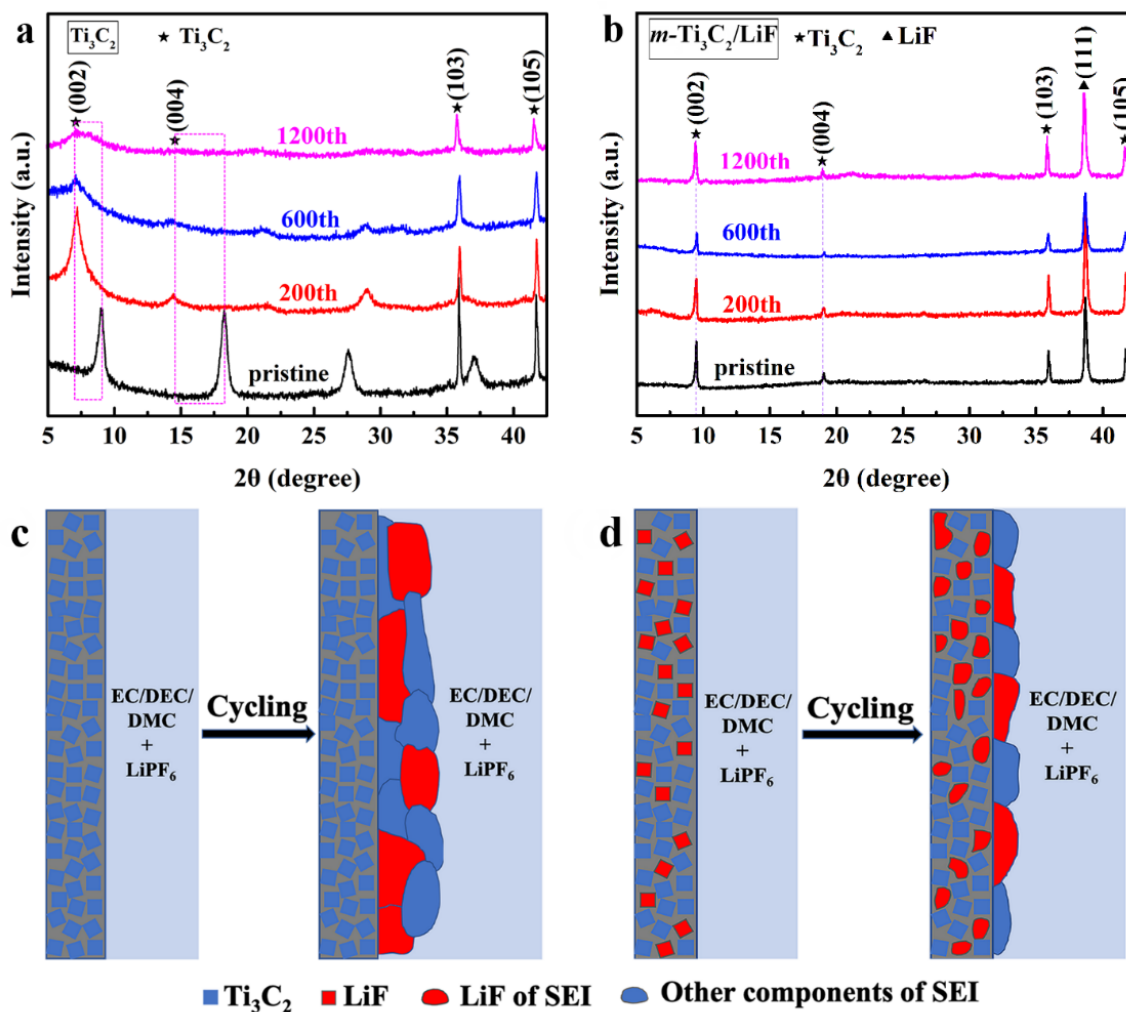 a
Ti₃C₂
★ Ti₃C₂
(002)
(004)
(103)
(105)
1200th
600th
200th
pristine
Intensity (a.u.)
5 10 15 20 25 30 35 40
2θ (degree)
b
m-Ti₃C₂/LiF ★Ti₃C₂ ▲ LiF
(002)
(004)
(103)
(111)
(105)
1200th
600th
200th
pristine
Intensity (a.u.)
5 10 15 20 25 30 35 40
2θ (degree)
c
EC/DEC/
DMC
+
LiPF₆
Cycling
EC/DEC/
DMC
+
LiPF₆
d
EC/DEC/
DMC
+
LiPF₆
Cycling
EC/DEC/
DMC
+
LiPF₆
Ti₃C₂ LiF LiF of SEI Other components of SEI